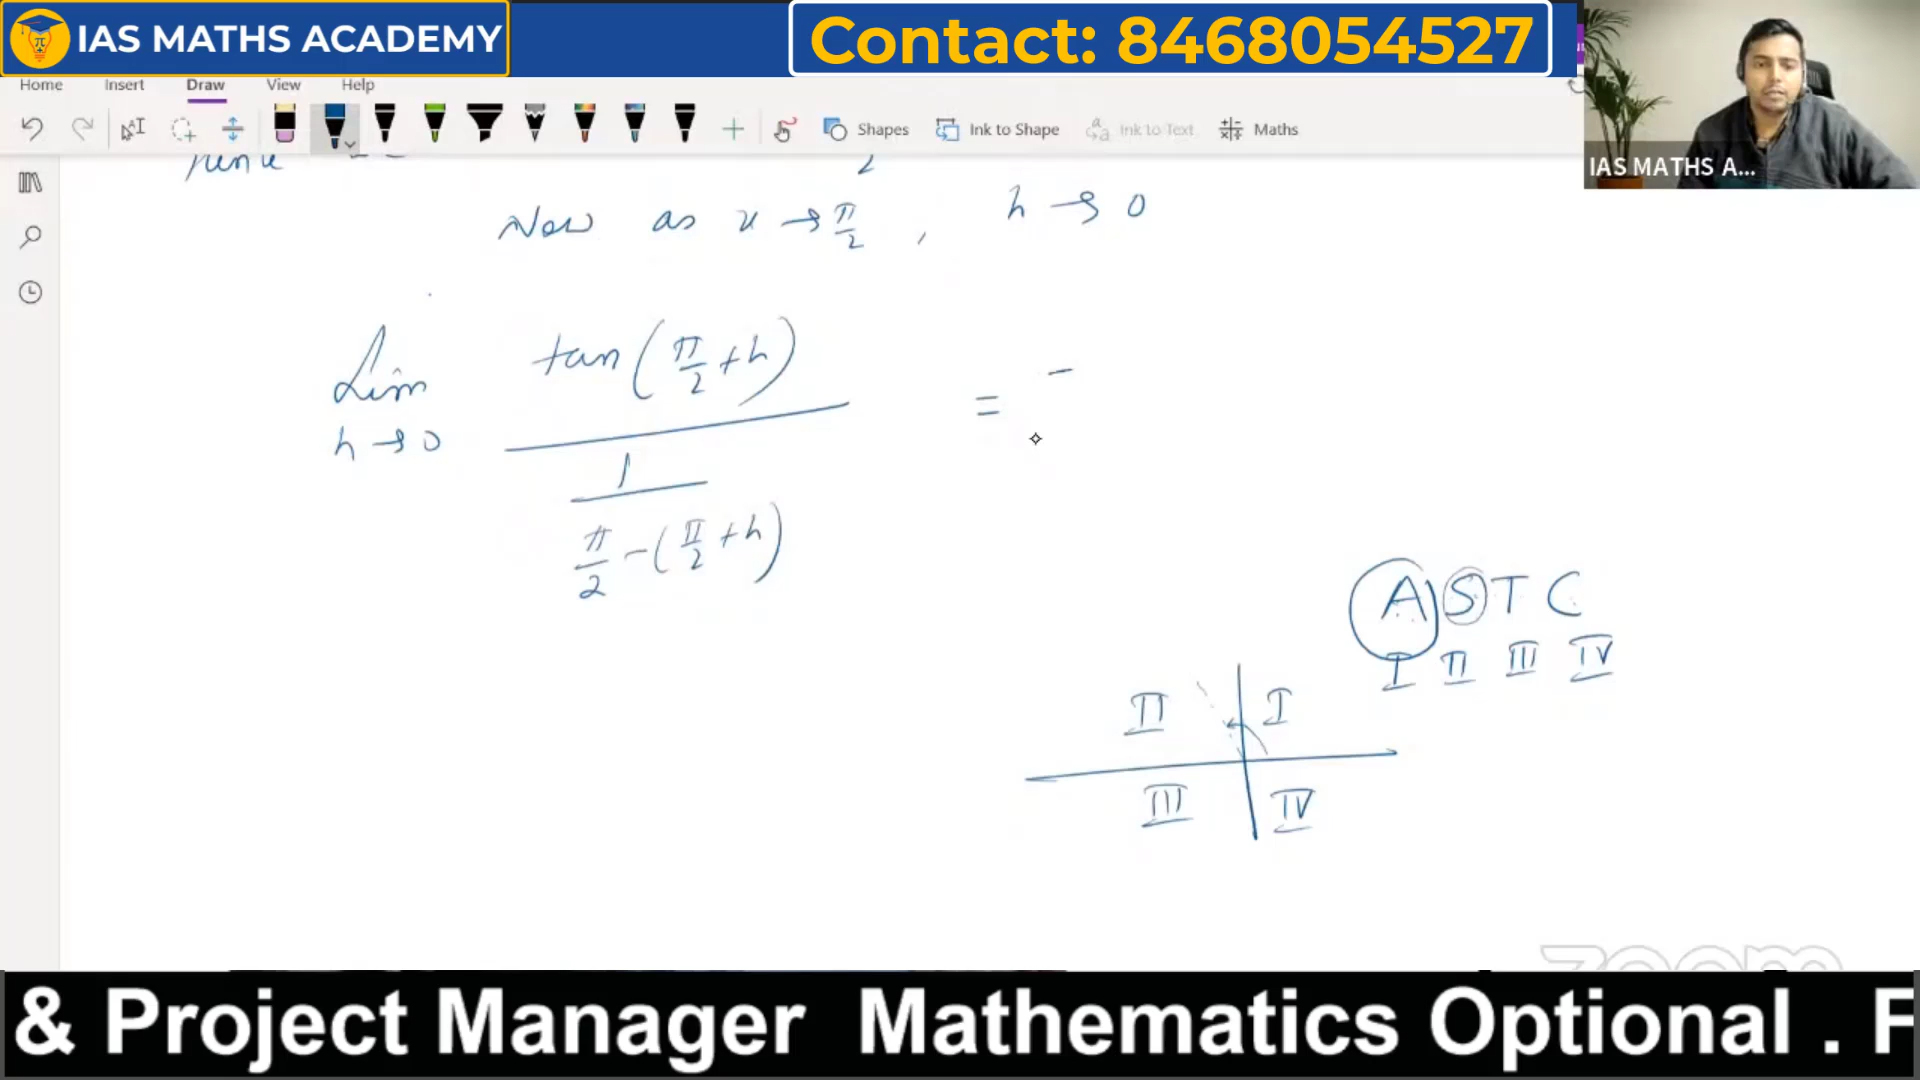 IAS MATHS ACADEMY
Contact: 8468054527
Home Insert Draw View Help
Shapes Ink to Shape Ink to Text Maths
IAS MATHS A...
2
Now as x → π/2 , h → 0
Lim h→0 tan(π/2 + h) / (1 / (π/2 - (π/2 + h))) = -
A S T C
I II III IV
II I
III IV
zoom
& Project Manager Mathematics Optional . F